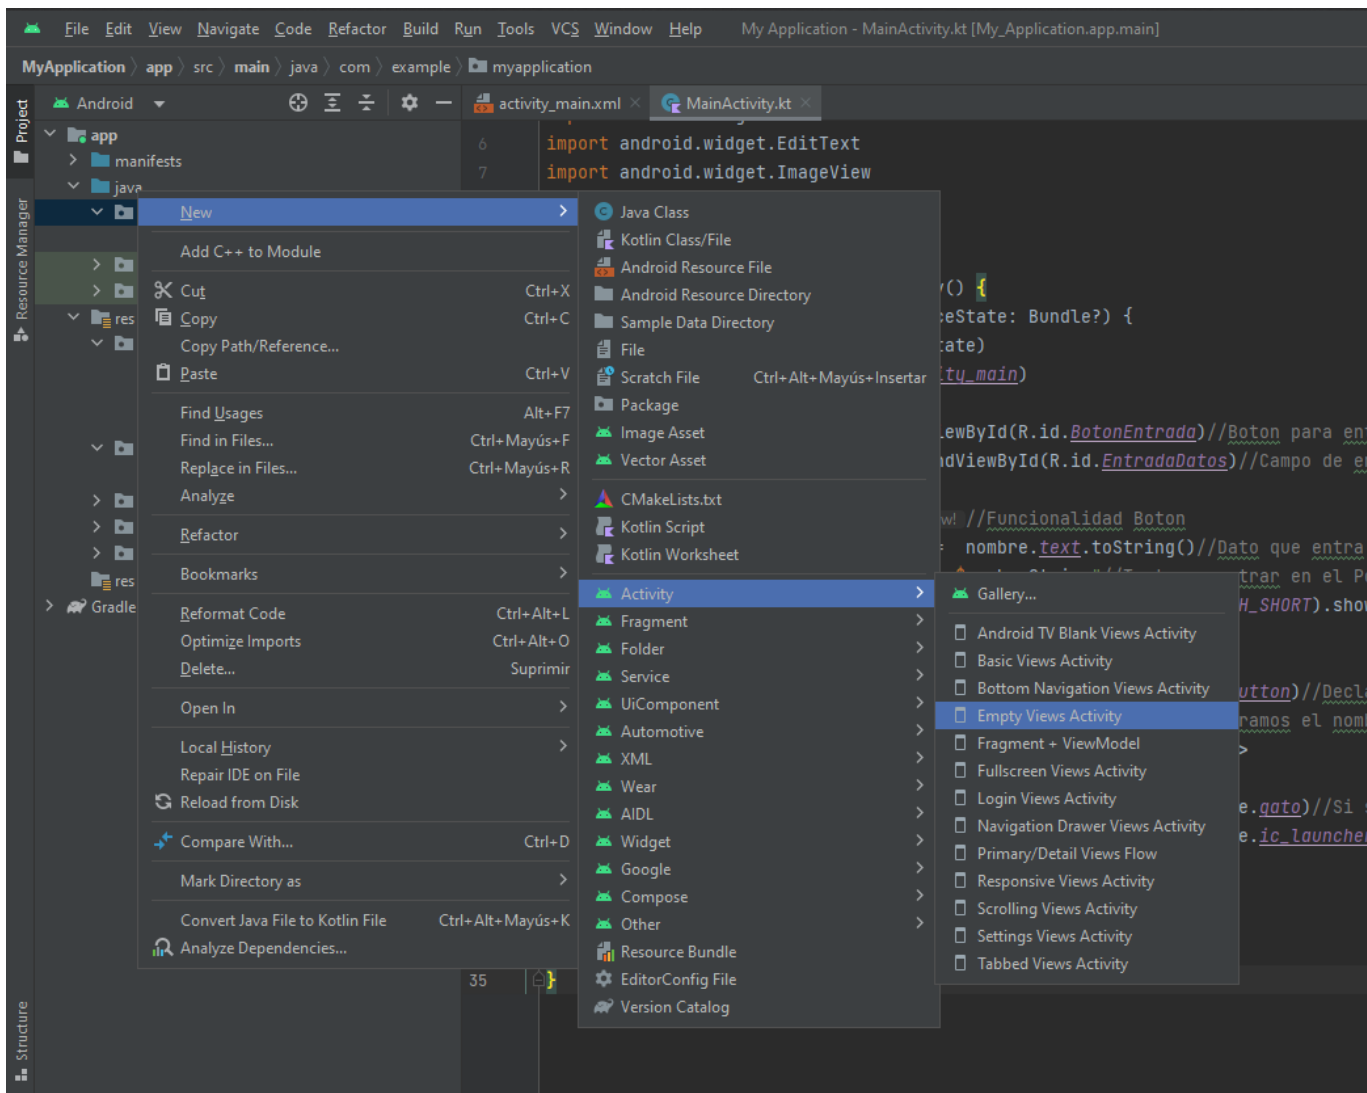 File Edit View Navigate Code Refactor Build Run Tools VCS Window Help My Application - MainActivity.kt [My_Application.app.main]
MyApplication app src main java com example myapplication
Project
Android
activity_main.xml
MainActivity.kt
app
manifests
java
res
res
Gradle
Resource Manager
Structure
6 import android.widget.EditText
7 import android.widget.ImageView
New
Add C++ to Module
Cut Ctrl+X
Copy Ctrl+C
Copy Path/Reference...
Paste Ctrl+V
Find Usages Alt+F7
Find in Files... Ctrl+Mayús+F
Replace in Files... Ctrl+Mayús+R
Analyze
Refactor
Bookmarks
Reformat Code Ctrl+Alt+L
Optimize Imports Ctrl+Alt+O
Delete... Suprimir
Open In
Local History
Repair IDE on File
Reload from Disk
Compare With... Ctrl+D
Mark Directory as
Convert Java File to Kotlin File Ctrl+Alt+Mayús+K
Analyze Dependencies...
Java Class
Kotlin Class/File
Android Resource File
Android Resource Directory
Sample Data Directory
File
Scratch File Ctrl+Alt+Mayús+Insertar
Package
Image Asset
Vector Asset
CMakeLists.txt
Kotlin Script
Kotlin Worksheet
Activity
Fragment
Folder
Service
UiComponent
Automotive
XML
Wear
AIDL
Widget
Google
Compose
Other
Resource Bundle
EditorConfig File
Version Catalog
Gallery...
Android TV Blank Views Activity
Basic Views Activity
Bottom Navigation Views Activity
Empty Views Activity
Fragment + ViewModel
Fullscreen Views Activity
Login Views Activity
Navigation Drawer Views Activity
Primary/Detail Views Flow
Responsive Views Activity
Scrolling Views Activity
Settings Views Activity
Tabbed Views Activity
() {
ceState: Bundle?) {
tate)
ity_main)
ewById(R.id.BotonEntrada)//Boton para ent
ndViewById(R.id.EntradaDatos)//Campo de e
w! //Funcionalidad Boton
= nombre.text.toString()//Dato que entra
trar en el P
H_SHORT).show
utton)//Decla
ramos el nomb
>
e.gato)//Si
e.ic_launcher
35 }